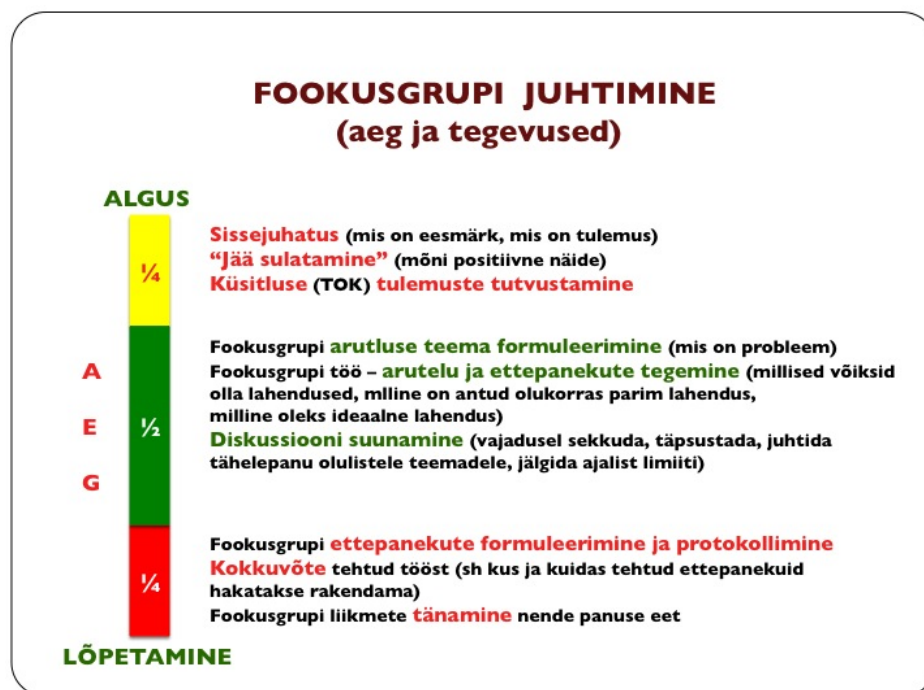 FOOKUSGRUPI JUHTIMINE
(aeg ja tegevused)
ALGUS
¼
Sissejuhatus (mis on eesmärk, mis on tulemus)
“Jää sulatamine” (mõni positiivne näide)
Küsitluse (TOK) tulemuste tutvustamine
A
E
G
½
Fookusgrupi arutluse teema formuleerimine (mis on probleem)
Fookusgrupi töö – arutelu ja ettepanekute tegemine (millised võiksid
olla lahendused, mlline on antud olukorras parim lahendus,
milline oleks ideaalne lahendus)
Diskussiooni suunamine (vajadusel sekkuda, täpsustada, juhtida
tähelepanu olulistele teemadele, jälgida ajalist limiiti)
¼
Fookusgrupi ettepanekute formuleerimine ja protokollimine
Kokkuvõte tehtud tööst (sh kus ja kuidas tehtud ettepanekuid
hakatakse rakendama)
Fookusgrupi liikmete tänamine nende panuse eet
LÕPETAMINE